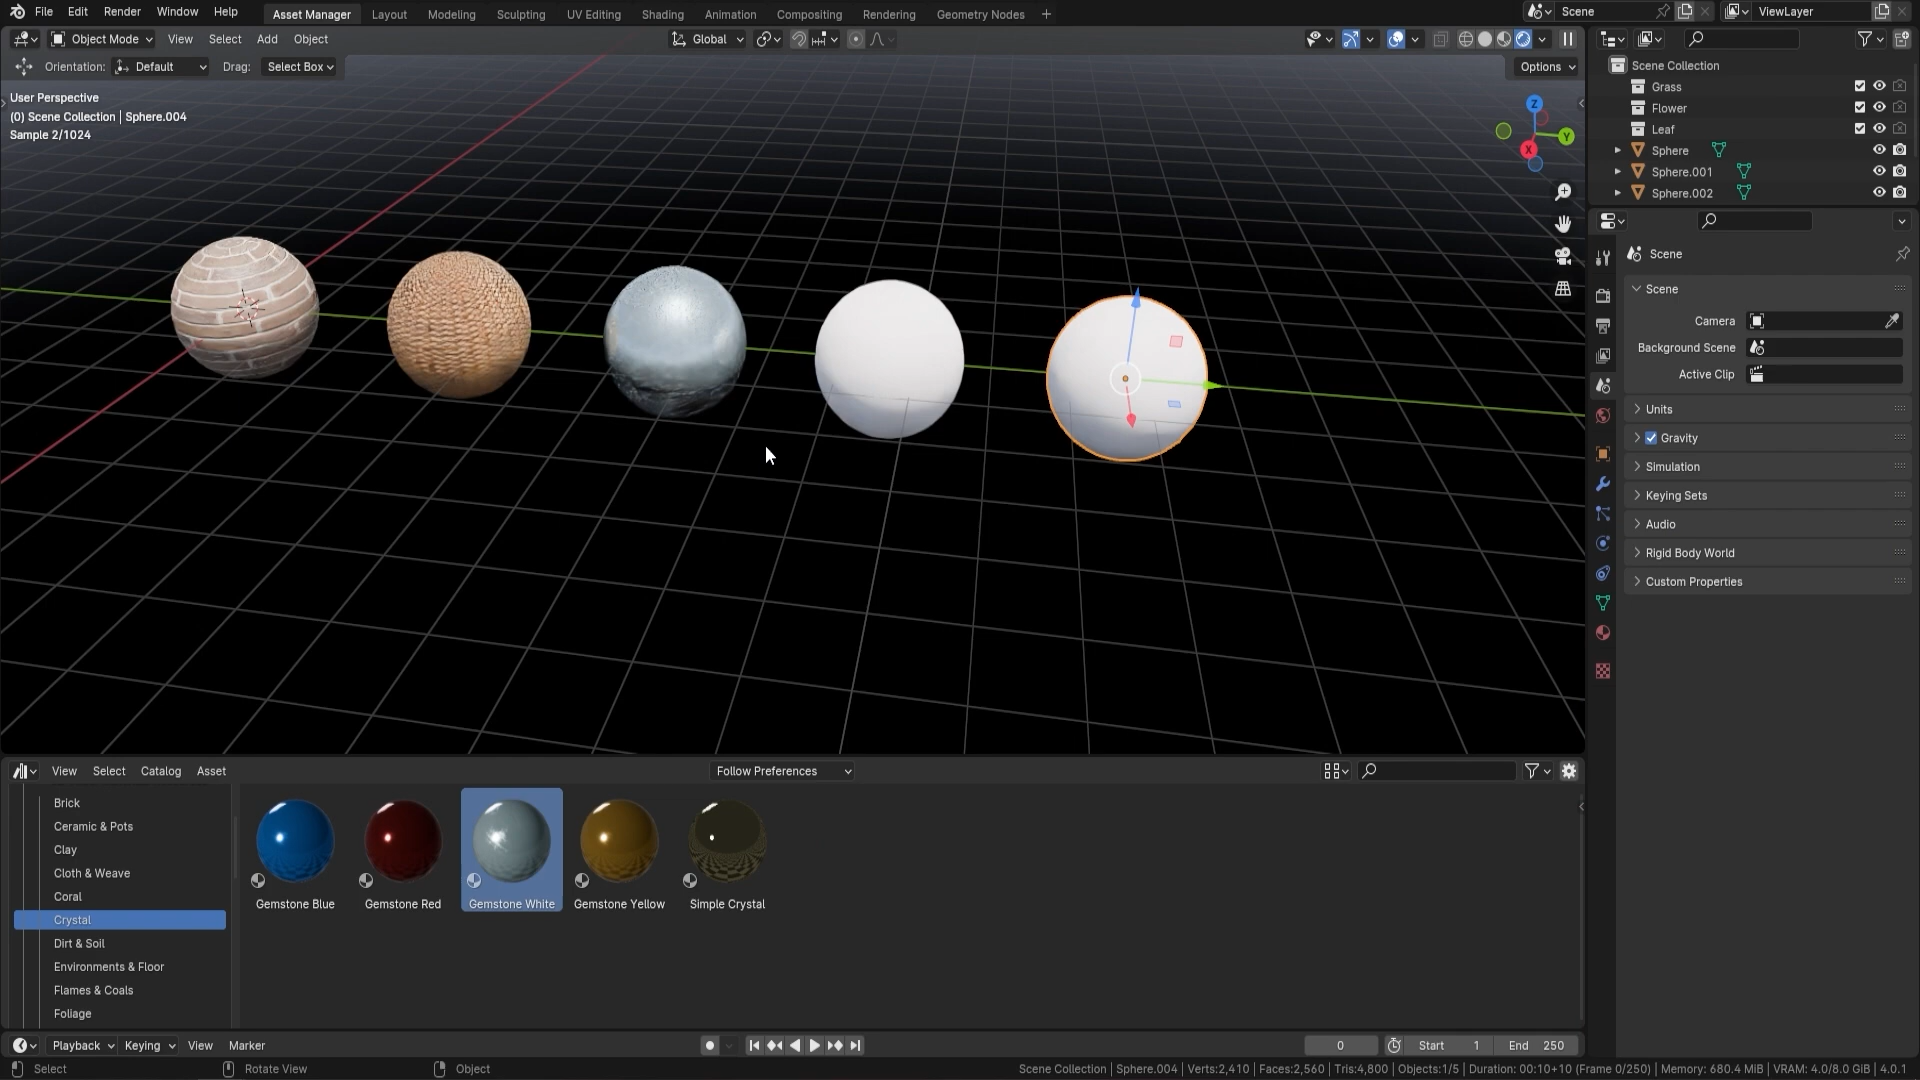 File Edit Render Window Help Asset Manager Layout Modeling Sculpting UV Editing Shading Animation Compositing Rendering Geometry Nodes + Scene ViewLayer
Object Mode View Select Add Object Global
Orientation: Default Drag: Select Box Options
User Perspective
(0) Scene Collection | Sphere.004
Sample 2/1024
Z
Y
X
Scene Collection
Grass
Flower
Leaf
Sphere
Sphere.001
Sphere.002
Scene
Scene
Camera
Background Scene
Active Clip
Units
Gravity
Simulation
Keying Sets
Audio
Rigid Body World
Custom Properties
View Select Catalog Asset Follow Preferences
Brick
Ceramic & Pots
Clay
Cloth & Weave
Coral
Crystal
Dirt & Soil
Environments & Floor
Flames & Coals
Foliage
Gemstone Blue Gemstone Red Gemstone White Gemstone Yellow Simple Crystal
Playback Keying View Marker 0 Start 1 End 250
Select Rotate View Object Scene Collection | Sphere.004 | Verts:2,410 | Faces:2,560 | Tris:4,800 | Objects:1/5 | Duration: 00:10+10 (Frame 0/250) | Memory: 680.4 MiB | VRAM: 4.0/8.0 GiB | 4.0.1